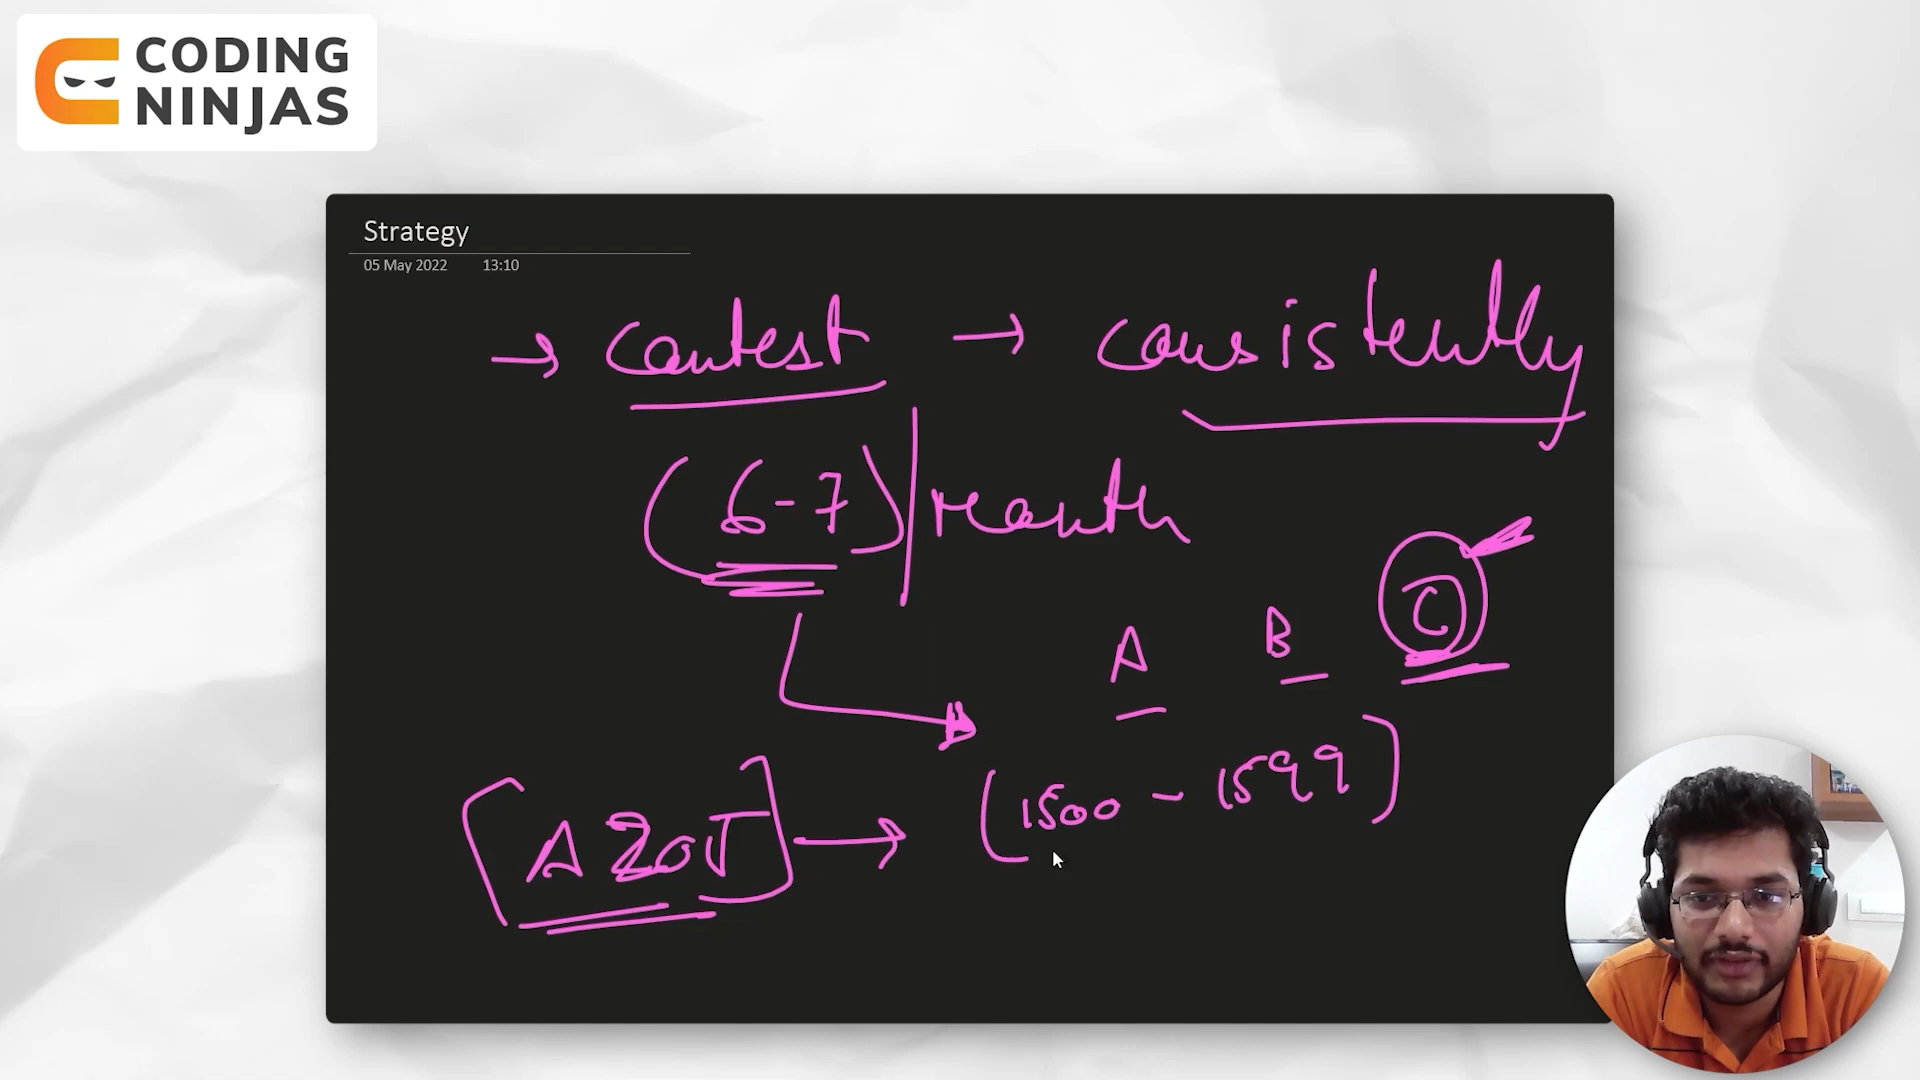 CODING
NINJAS
Strategy
05 May 2022 13:10
→ Contest → consistently
(6-7) | month
A B C
(1500 - 1599)
[A2OJ] →